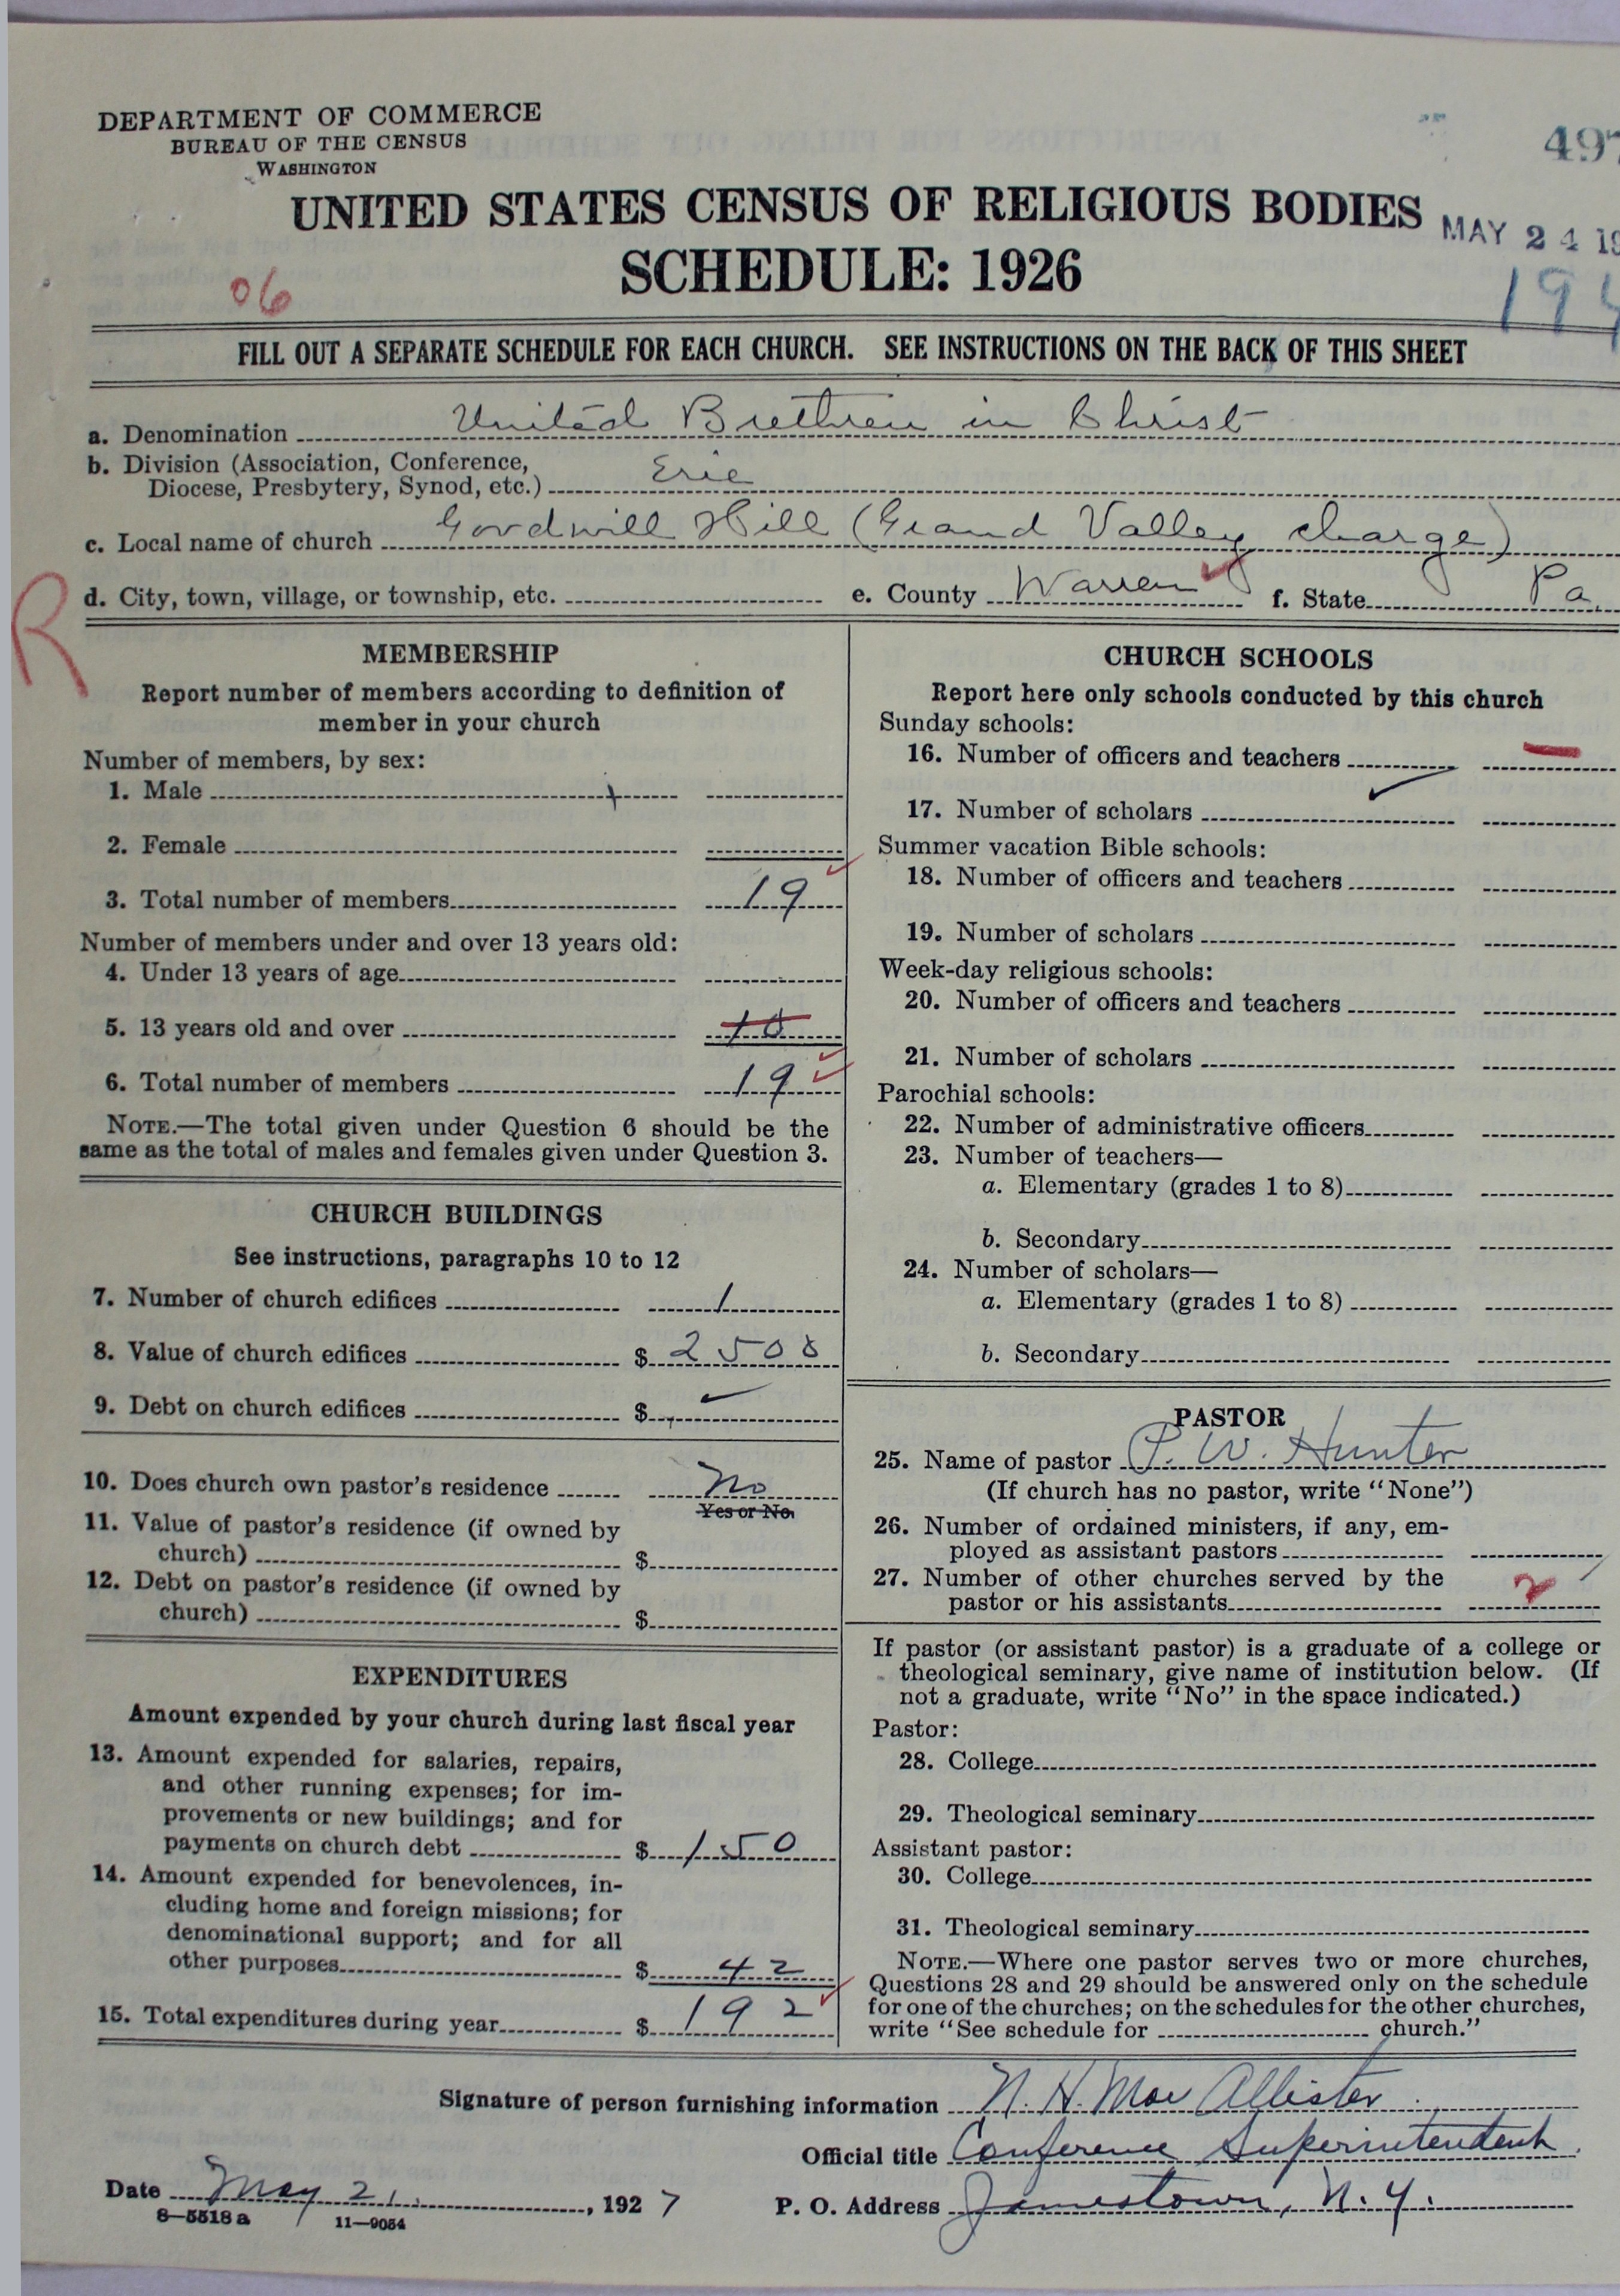 DEPARTMENT OF COMMERCE
BUREAU OF THE CENSUS
WASHINGTON
497
UNITED STATES CENSUS OF RELIGIOUS BODIES
MAY 24 19
SCHEDULE: 1926
06
194
FILL OUT A SEPARATE SCHEDULE FOR EACH CHURCH. SEE INSTRUCTIONS ON THE BACK OF THIS SHEET
a. Denomination United Brethren in Christ
b. Division (Association, Conference,
Diocese, Presbytery, Synod, etc.) Erie
c. Local name of church Goodwill Hill (Grand Valley charge)
d. City, town, village, or township, etc. e. County Warren f. State Pa.
R
MEMBERSHIP
Report number of members according to definition of
member in your church
Number of members, by sex:
1. Male
2. Female
3. Total number of members 19
Number of members under and over 13 years old:
4. Under 13 years of age
5. 13 years old and over
6. Total number of members 19
NOTE.—The total given under Question 6 should be the
same as the total of males and females given under Question 3.
CHURCH BUILDINGS
See instructions, paragraphs 10 to 12
7. Number of church edifices 1
8. Value of church edifices $ 2500
9. Debt on church edifices $
10. Does church own pastor's residence No
Yes or No.
11. Value of pastor's residence (if owned by
church) $
12. Debt on pastor's residence (if owned by
church) $
EXPENDITURES
Amount expended by your church during last fiscal year
13. Amount expended for salaries, repairs,
and other running expenses; for im-
provements or new buildings; and for
payments on church debt $ 150
14. Amount expended for benevolences, in-
cluding home and foreign missions; for
denominational support; and for all
other purposes $ 42
15. Total expenditures during year $ 192
CHURCH SCHOOLS
Report here only schools conducted by this church
Sunday schools:
16. Number of officers and teachers
17. Number of scholars
Summer vacation Bible schools:
18. Number of officers and teachers
19. Number of scholars
Week-day religious schools:
20. Number of officers and teachers
21. Number of scholars
Parochial schools:
22. Number of administrative officers
23. Number of teachers—
a. Elementary (grades 1 to 8)
b. Secondary
24. Number of scholars—
a. Elementary (grades 1 to 8)
b. Secondary
PASTOR
25. Name of pastor P. W. Hunter
(If church has no pastor, write "None")
26. Number of ordained ministers, if any, em-
ployed as assistant pastors
27. Number of other churches served by the
pastor or his assistants 2
If pastor (or assistant pastor) is a graduate of a college or
theological seminary, give name of institution below. (If
not a graduate, write "No" in the space indicated.)
Pastor:
28. College
29. Theological seminary
Assistant pastor:
30. College
31. Theological seminary
NOTE.—Where one pastor serves two or more churches,
Questions 28 and 29 should be answered only on the schedule
for one of the churches; on the schedules for the other churches,
write "See schedule for church."
Signature of person furnishing information N. H. Mac Allister
Official title Conference Superintendent
Date May 21, 1927 P. O. Address Jamestown, N.Y.
8—5518 a 11—9054